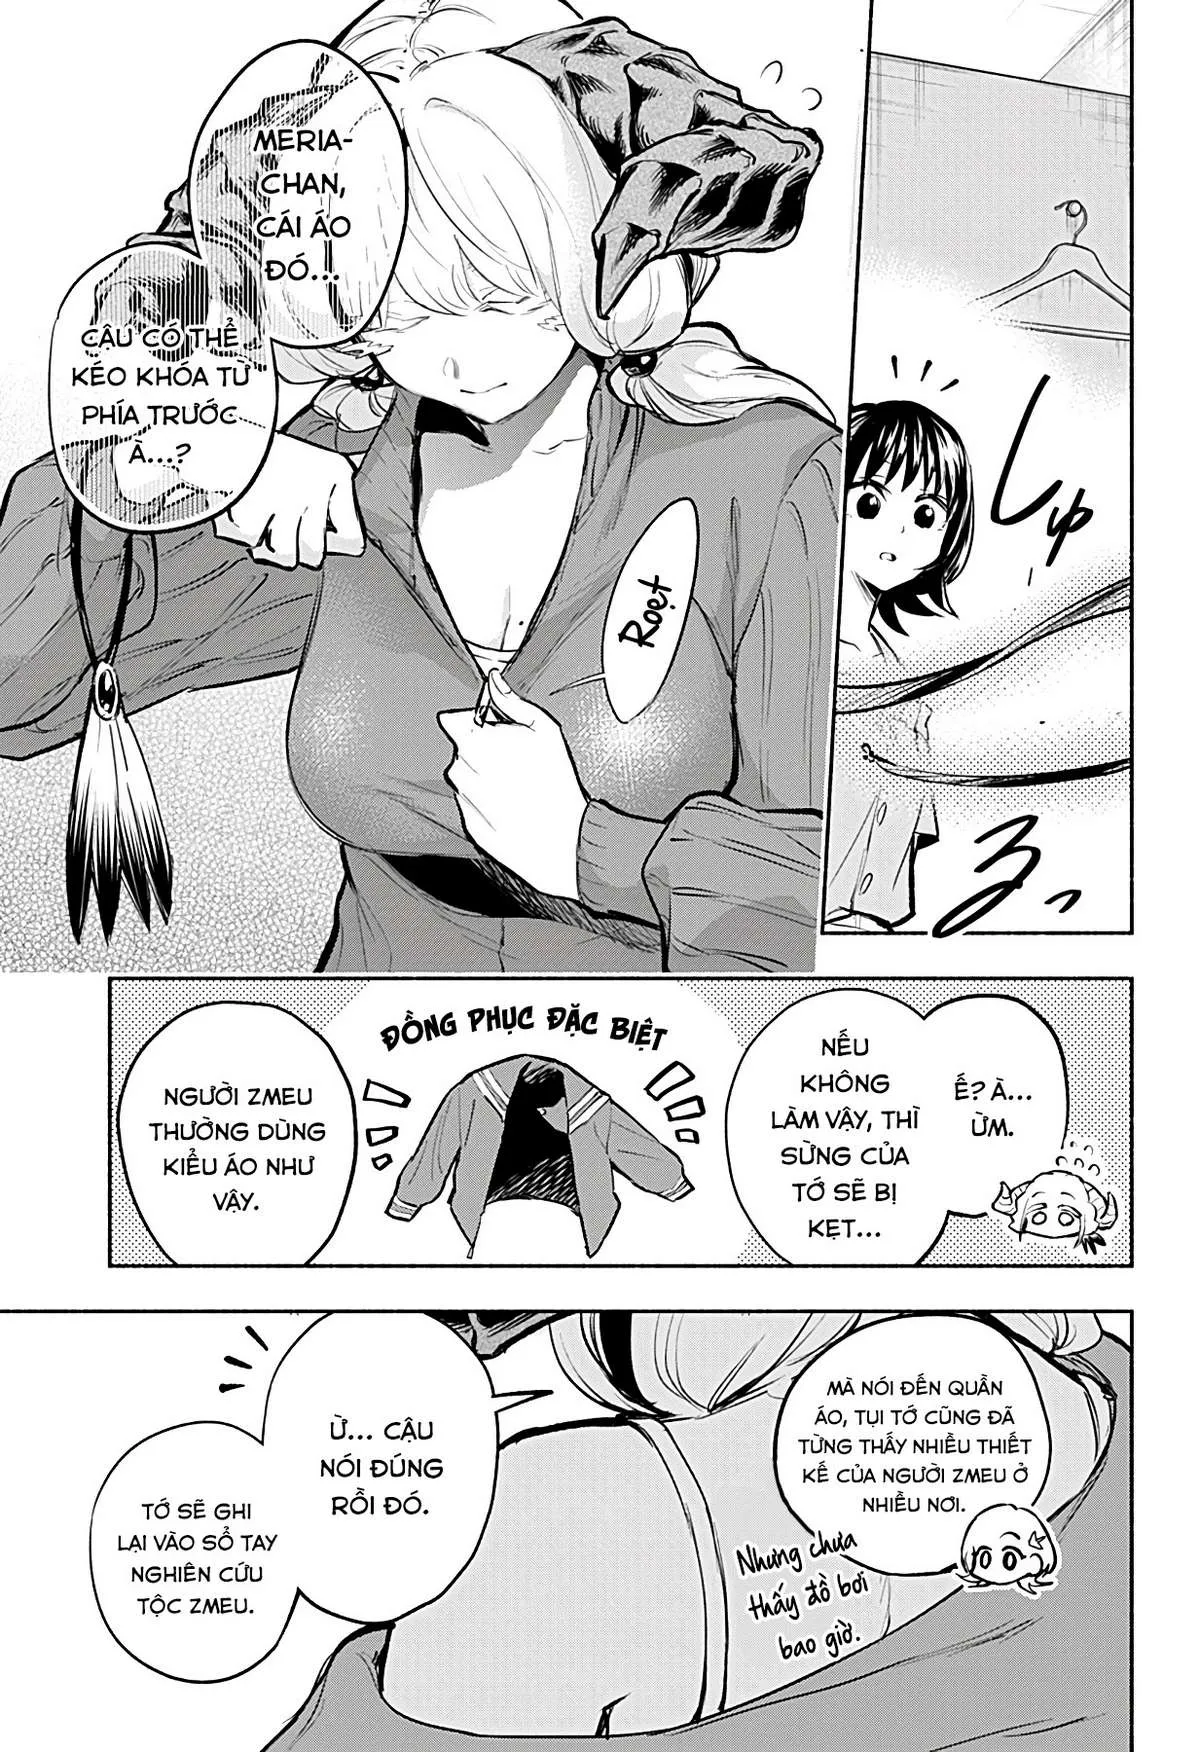 しゅ
る..
MERIA-
CHAN,
CÁI ÁO
ĐÓ...
CẬU CÓ THỂ
KÉO KHÓA TỪ
PHÍA TRƯỚC
À...?
Roẹt
Ế? À...
ỪM.
NẾU
KHÔNG
LÀM VẬY, THÌ
SỪNG CỦA
TỚ SẼ BỊ
KẸT...
ĐỒNG PHỤC ĐẶC BIỆT
NGƯỜI ZMEU
THƯỜNG DÙNG
KIỂU ÁO NHƯ
VẬY.
MÀ NÓI ĐẾN QUẦN
ÁO, TỤI TỚ CŨNG ĐÃ
TỪNG THẤY NHIỀU THIẾT
KẾ CỦA NGƯỜI ZMEU Ở
NHIỀU NƠI.
Nhưng chưa
thấy đồ bơi
bao giờ.
Ừ... CẬU
NÓI ĐÚNG
RỒI ĐÓ.
TỚ SẼ GHI
LẠI VÀO SỔ TAY
NGHIÊN CỨU
TỘC ZMEU.